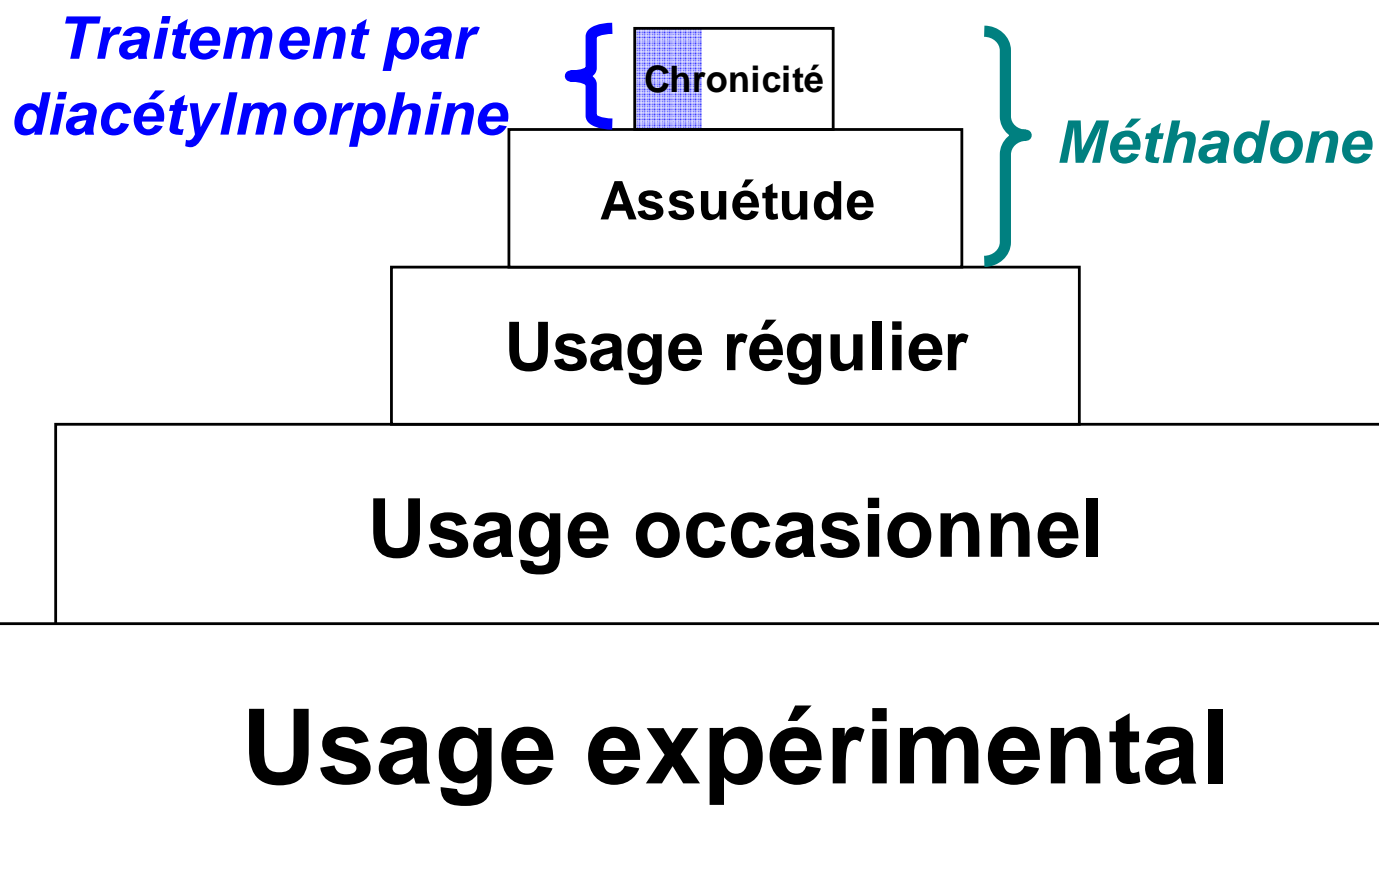 Traitement par
diacétylmorphine
Chronicité
Méthadone
Assuétude
Usage régulier
Usage occasionnel
Usage expérimental